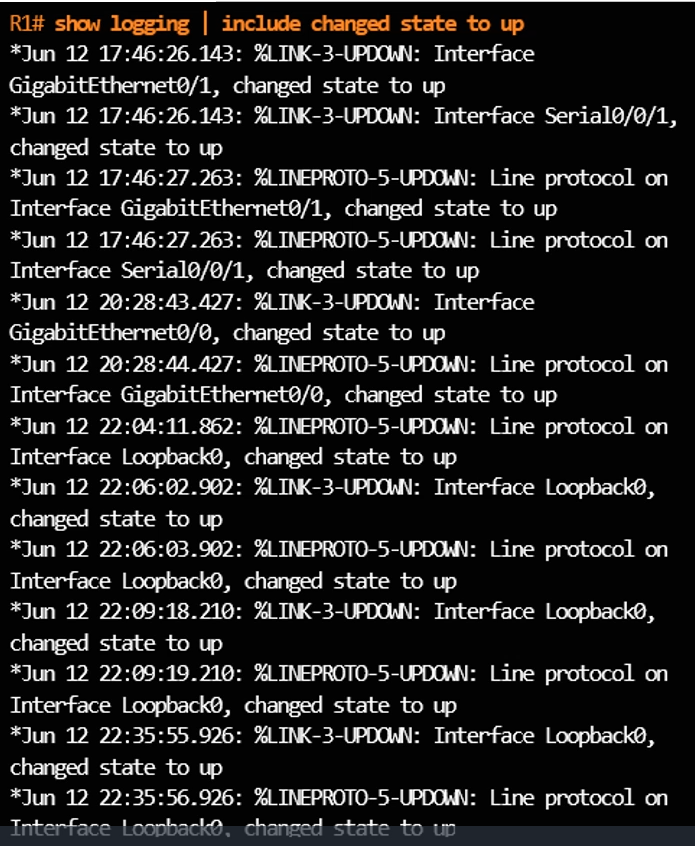 R1# show logging | include changed state to up
*Jun 12 17:46:26.143: %LINK-3-UPDOWN: Interface
GigabitEthernet0/1, changed state to up
*Jun 12 17:46:26.143: %LINK-3-UPDOWN: Interface Serial0/0/1,
changed state to up
*Jun 12 17:46:27.263: %LINEPROTO-5-UPDOWN: Line protocol on
Interface GigabitEthernet0/1, changed state to up
*Jun 12 17:46:27.263: %LINEPROTO-5-UPDOWN: Line protocol on
Interface Serial0/0/1, changed state to up
*Jun 12 20:28:43.427: %LINK-3-UPDOWN: Interface
GigabitEthernet0/0, changed state to up
*Jun 12 20:28:44.427: %LINEPROTO-5-UPDOWN: Line protocol on
Interface GigabitEthernet0/0, changed state to up
*Jun 12 22:04:11.862: %LINEPROTO-5-UPDOWN: Line protocol on
Interface Loopback0, changed state to up
*Jun 12 22:06:02.902: %LINK-3-UPDOWN: Interface Loopback0,
changed state to up
*Jun 12 22:06:03.902: %LINEPROTO-5-UPDOWN: Line protocol on
Interface Loopback0, changed state to up
*Jun 12 22:09:18.210: %LINK-3-UPDOWN: Interface Loopback0,
changed state to up
*Jun 12 22:09:19.210: %LINEPROTO-5-UPDOWN: Line protocol on
Interface Loopback0, changed state to up
*Jun 12 22:35:55.926: %LINK-3-UPDOWN: Interface Loopback0,
changed state to up
*Jun 12 22:35:56.926: %LINEPROTO-5-UPDOWN: Line protocol on
Interface Loopback0, changed state to up